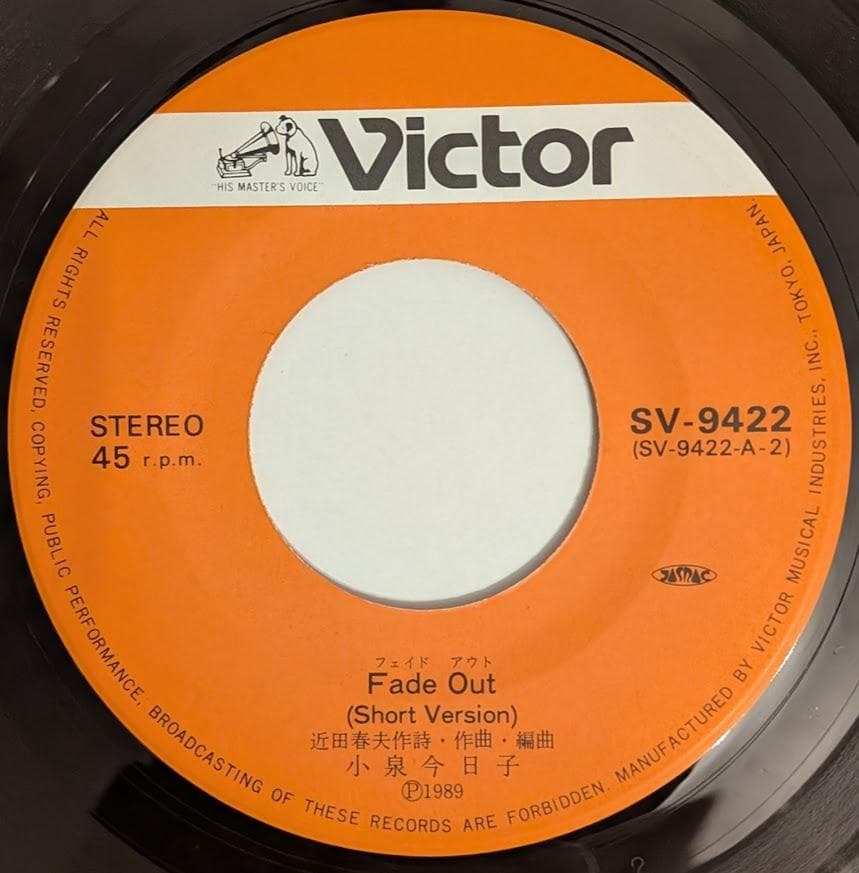 "HIS MASTER'S VOICE"
Victor
STEREO
45 r.p.m.
SV-9422
(SV-9422-A-2)
JASRAC
フェイド アウト
Fade Out
(Short Version)
近田春夫作詩・作曲・編曲
小泉今日子
Ⓟ1989
ALL RIGHTS RESERVED, COPYING, PUBLIC PERFORMANCE, BROADCASTING OF THESE RECORDS ARE FORBIDDEN. MANUFACTURED BY VICTOR MUSICAL INDUSTRIES, INC., TOKYO, JAPAN.